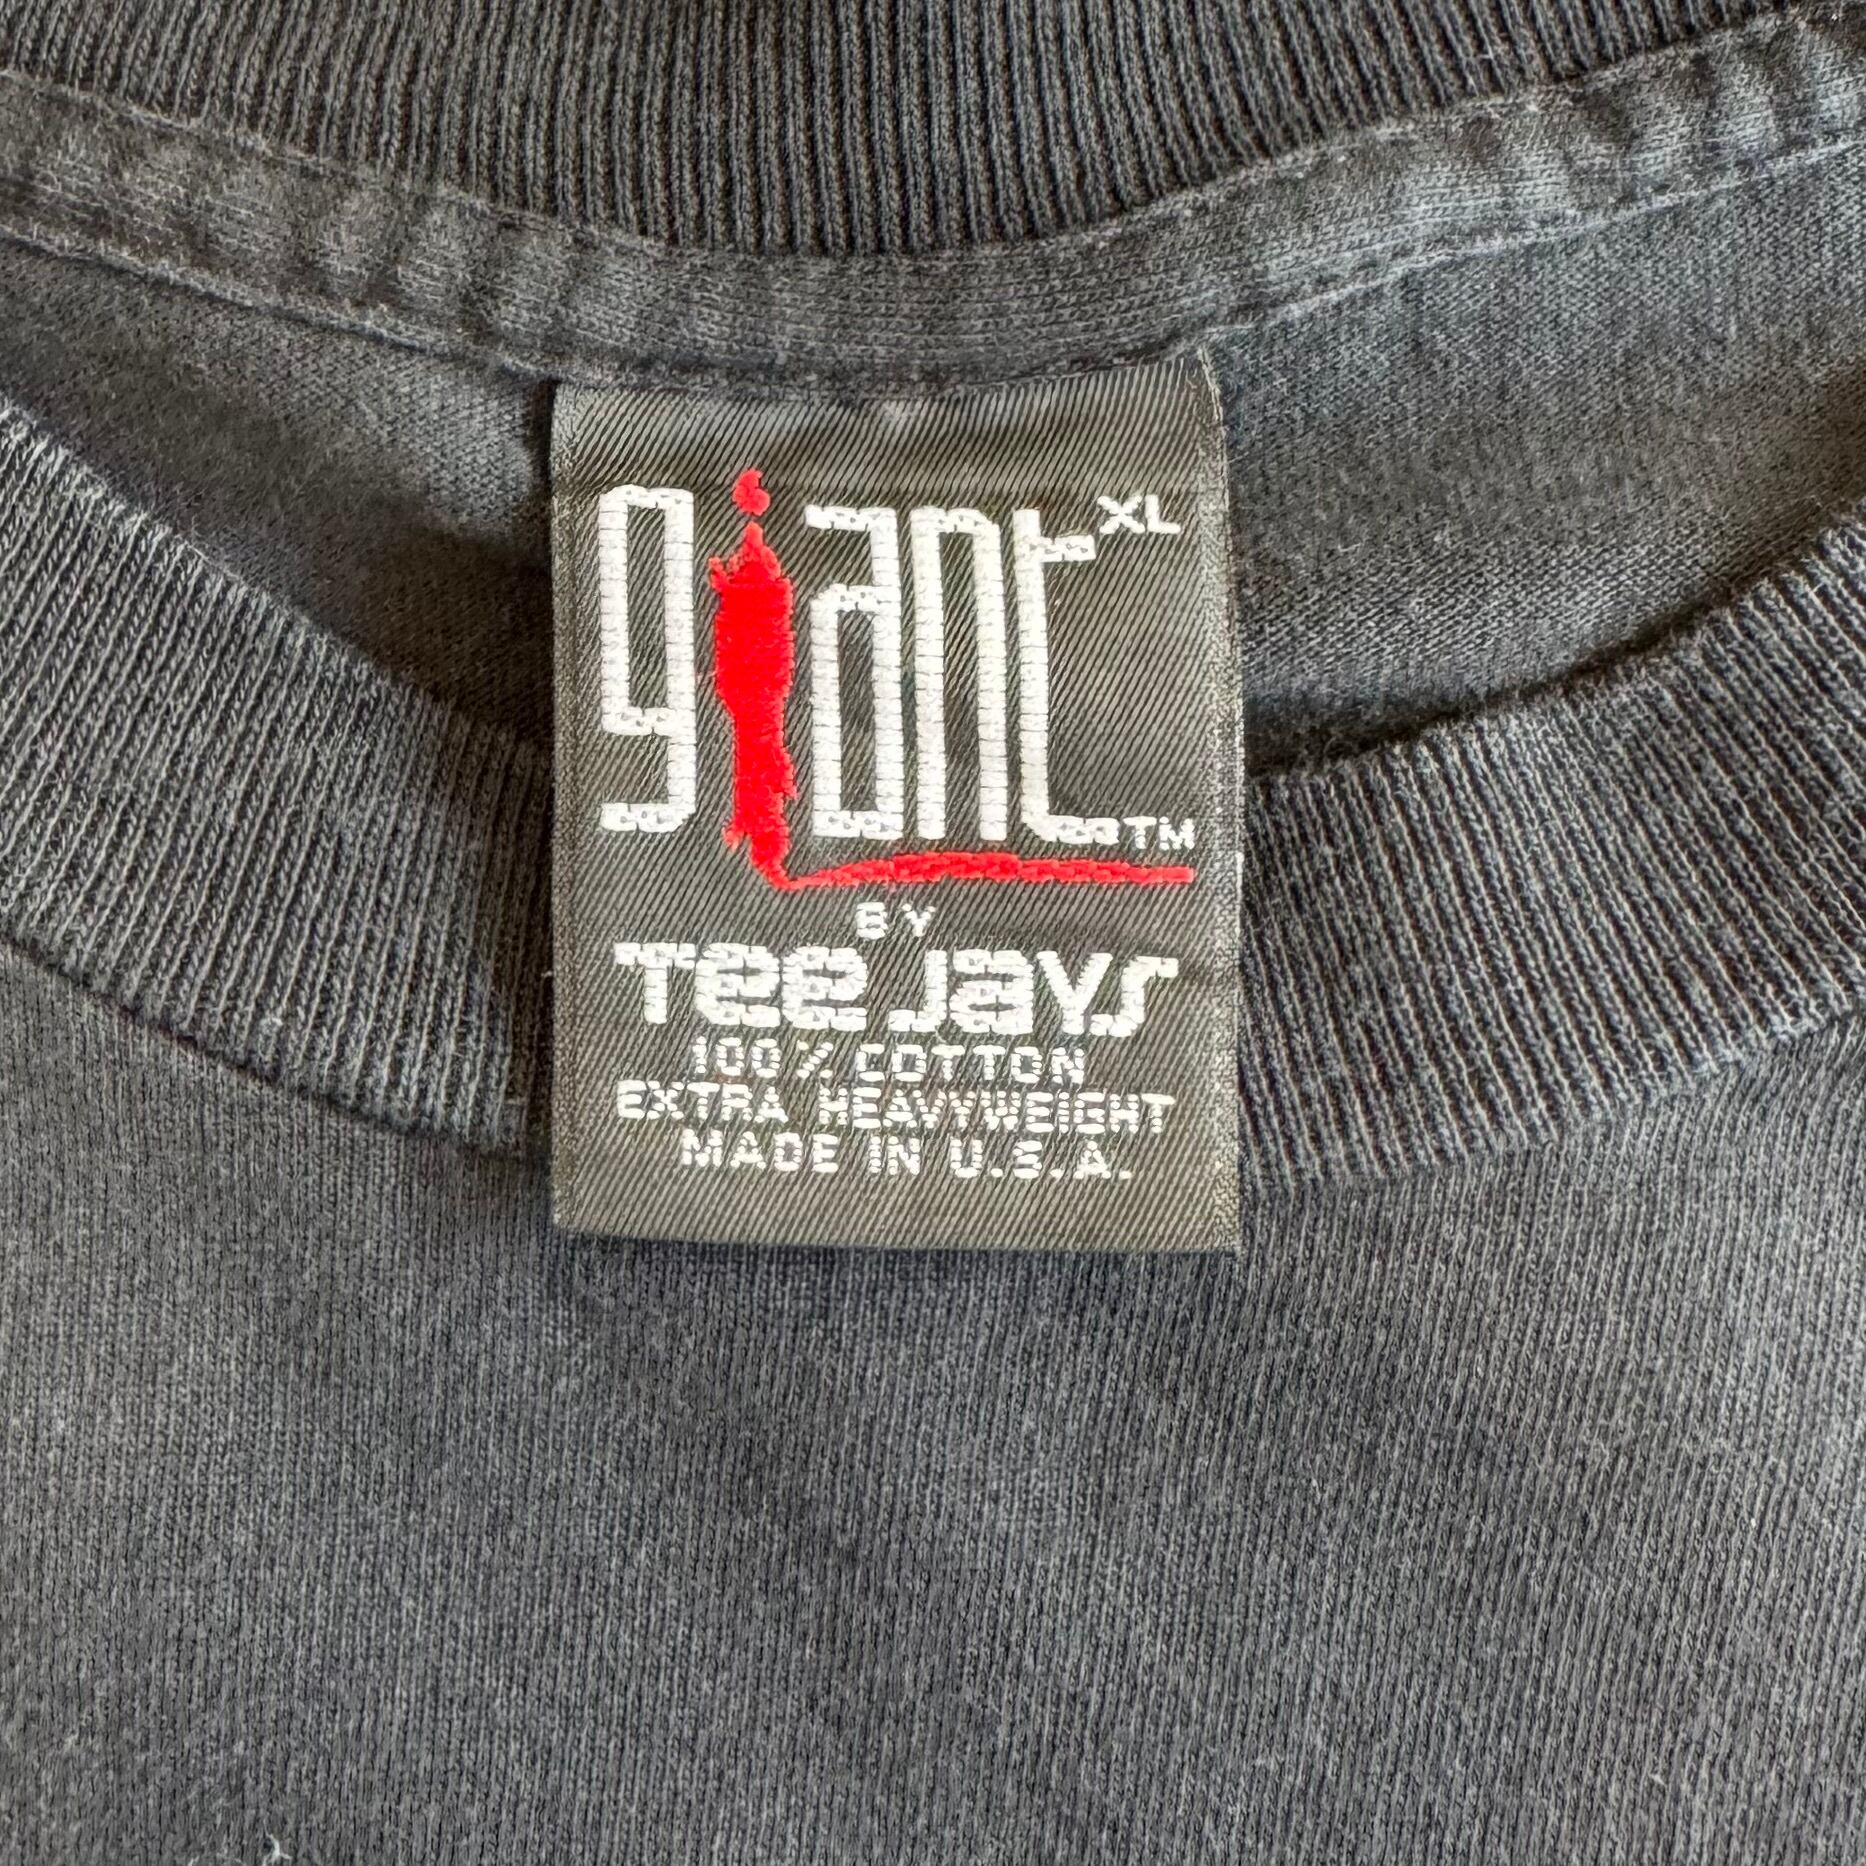 giant XL
TM
BY
Tee Jays
100% COTTON
EXTRA HEAVYWEIGHT
MADE IN U.S.A.